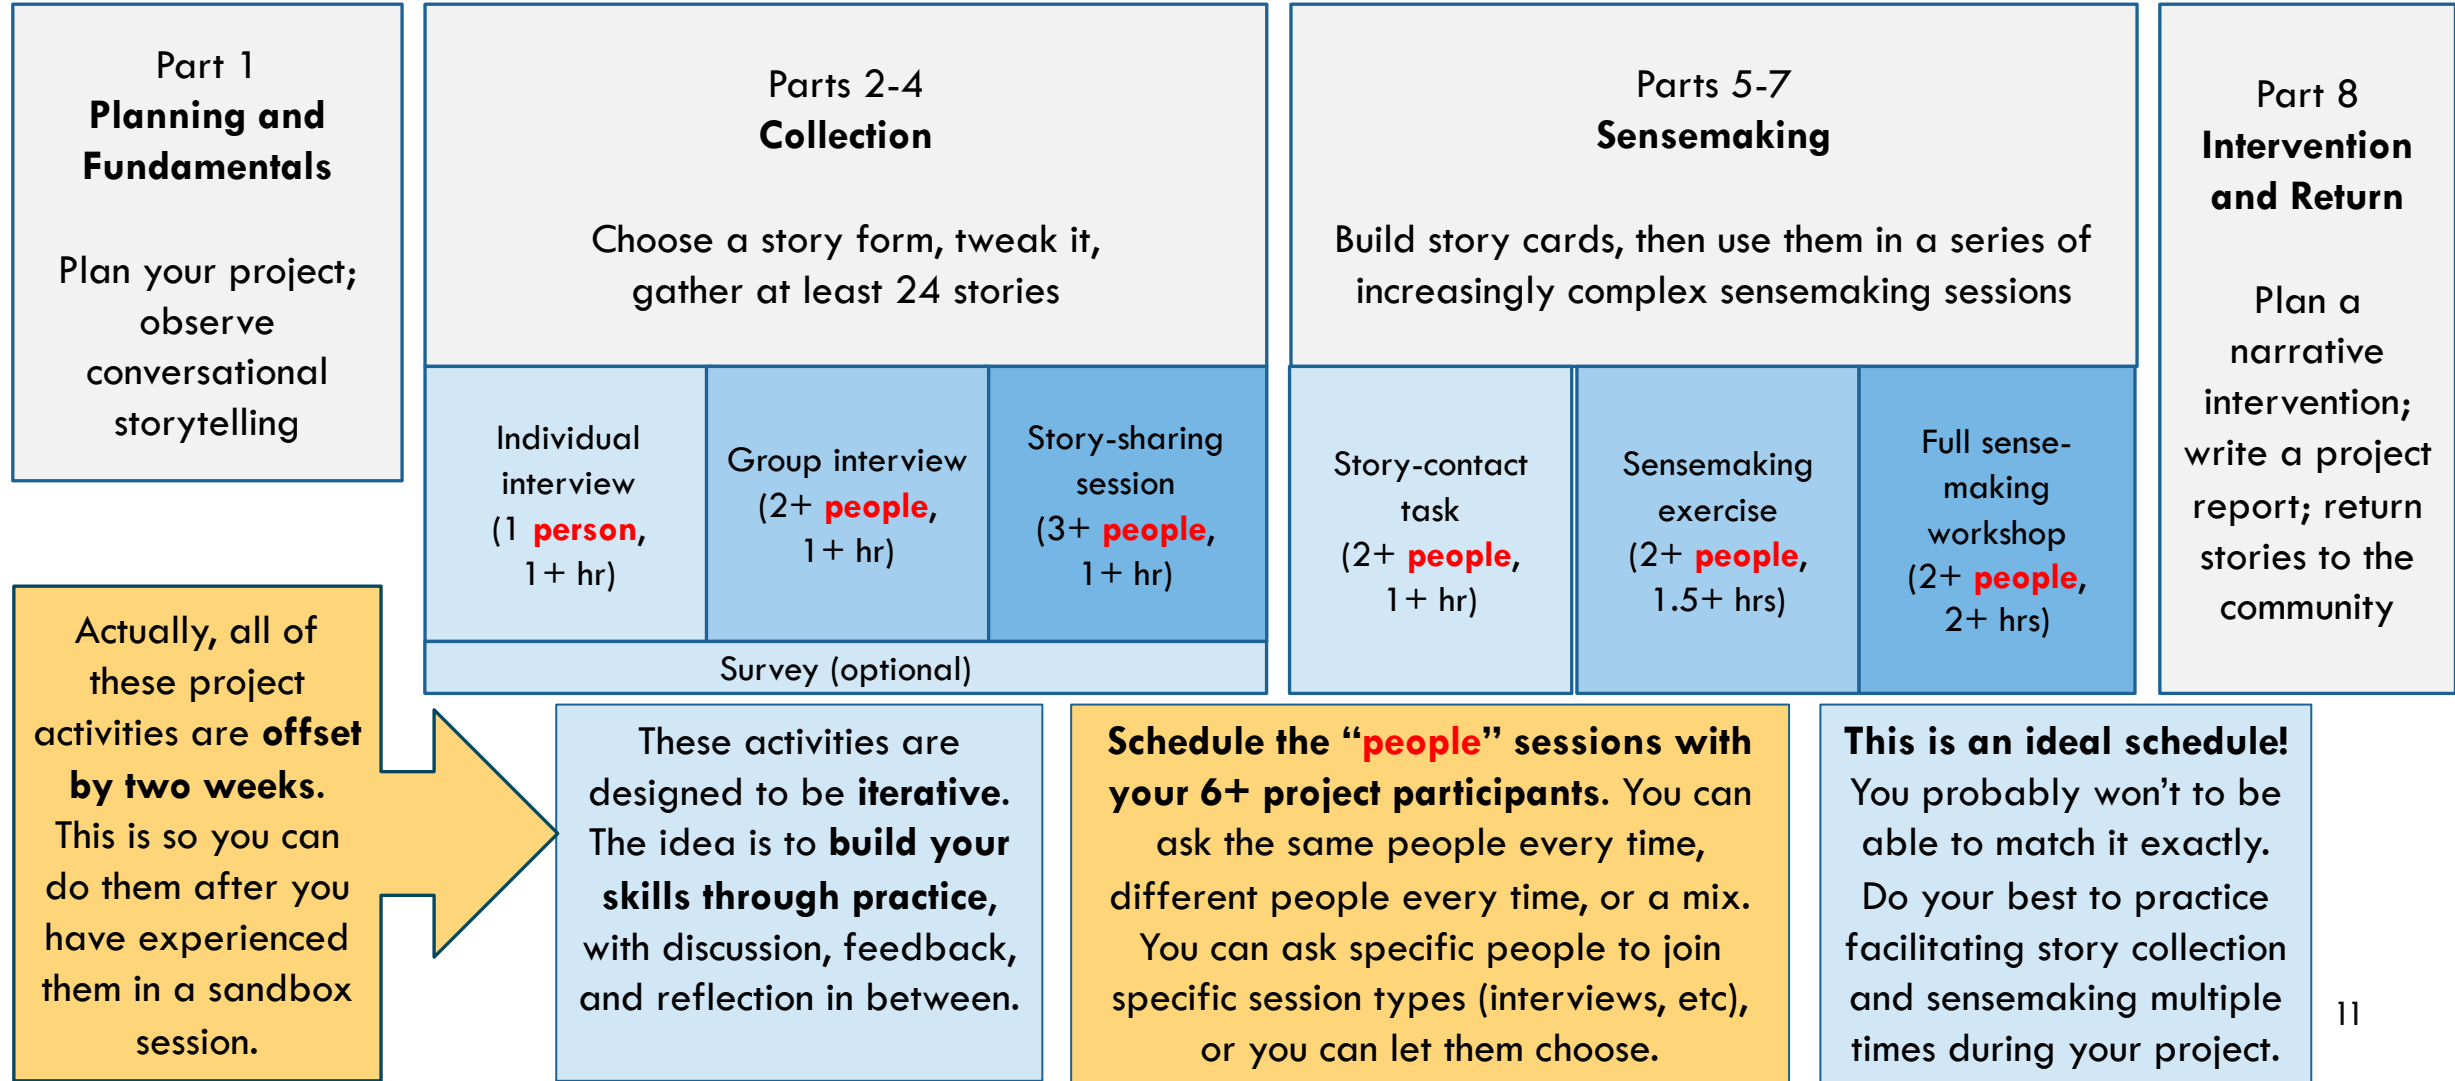 Part 1
Planning and
Fundamentals
Plan your project;
observe
conversational
storytelling
Parts 2-4
Collection
Choose a story form, tweak it,
gather at least 24 stories
Individual
interview
(1 person,
1+ hr)
Group interview
(2+ people,
1+ hr)
Story-sharing
session
(3+ people,
1+ hr)
Survey (optional)
Parts 5-7
Sensemaking
Build story cards, then use them in a series of
increasingly complex sensemaking sessions
Story-contact
task
(2+ people,
1+ hr)
Sensemaking
exercise
(2+ people,
1.5+ hrs)
Full sense-
making
workshop
(2+ people,
2+ hrs)
Part 8
Intervention
and Return
Plan a
narrative
intervention;
write a project
report; return
stories to the
community
Actually, all of
these project
activities are offset
by two weeks.
This is so you can
do them after you
have experienced
them in a sandbox
session.
These activities are
designed to be iterative.
The idea is to build your
skills through practice,
with discussion, feedback,
and reflection in between.
Schedule the “people” sessions with
your 6+ project participants. You can
ask the same people every time,
different people every time, or a mix.
You can ask specific people to join
specific session types (interviews, etc),
or you can let them choose.
This is an ideal schedule!
You probably won’t to be
able to match it exactly.
Do your best to practice
facilitating story collection
and sensemaking multiple
times during your project.
11